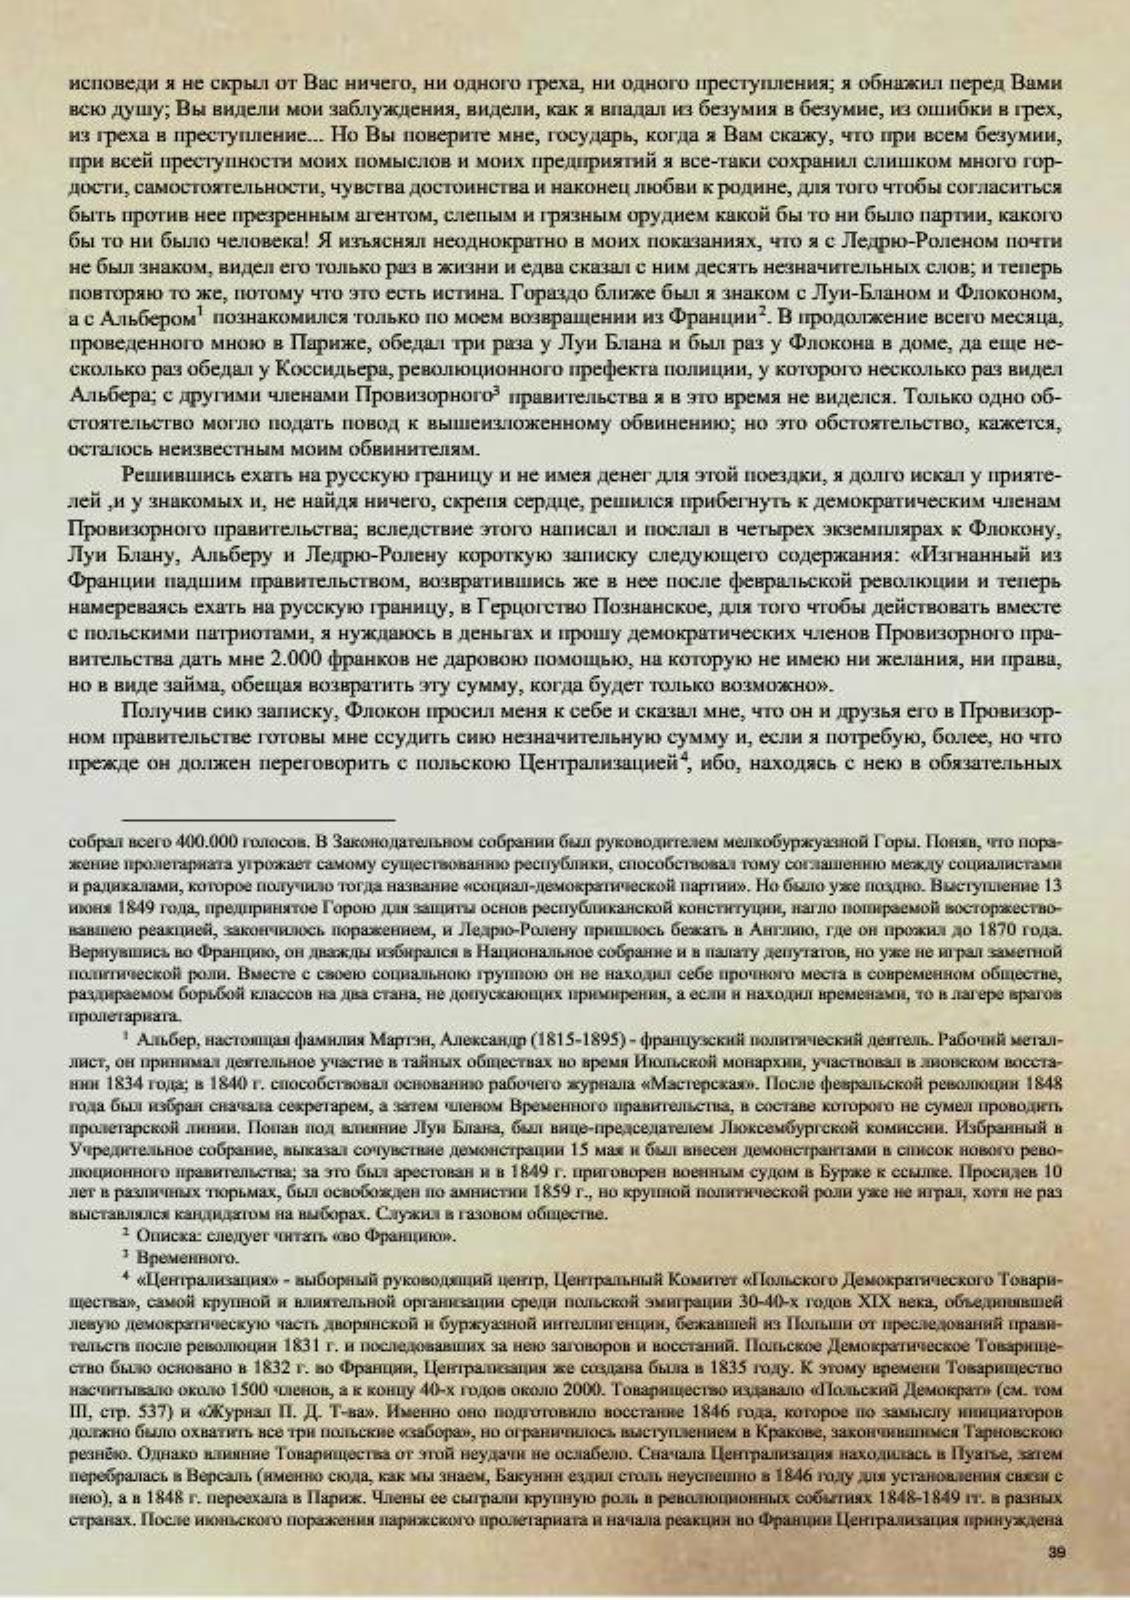 исповеди я не скрыл от Вас ничего, ни одного греха, ни одного преступления; я обнажил перед Вами
всю душу; Вы видели мои заблуждения, видели, как я впадал из безумия в безумие, из ошибки в грех,
из греха в преступление... Но Вы поверите мне, государь, когда я Вам скажу, что при всем безумии,
при всей преступности моих помыслов и моих предприятий я все-таки сохранил слишком много гор-
дости, самостоятельности, чувства достоинства и наконец любви к родине, для того чтобы согласиться
быть против нее презренным агентом, слепым и грязным орудием какой бы то ни было партии, какого
бы то ни было человека! Я изъяснял неоднократно в моих показаниях, что я с Ледрю-Роленом почти
не был знаком, видел его только раз в жизни и едва сказал с ним десять незначительных слов; и теперь
повторяю то же, потому что это есть истина. Гораздо ближе был я знаком с Луи-Бланом и Флоконом,
а с Альбером¹ познакомился только по моем возвращении из Франции². В продолжение всего месяца,
проведенного мною в Париже, обедал три раза у Луи Блана и был раз у Флокона в доме, да еще не-
сколько раз обедал у Коссидьера, революционного префекта полиции, у которого несколько раз видел
Альбера; с другими членами Провизорного³ правительства я в это время не виделся. Только одно об-
стоятельство могло подать повод к вышеизложенному обвинению; но это обстоятельство, кажется,
осталось неизвестным моим обвинителям.
Решившись ехать на русскую границу и не имея денег для этой поездки, я долго искал у прияте-
лей ,и у знакомых и, не найдя ничего, скрепя сердце, решился прибегнуть к демократическим членам
Провизорного правительства; вследствие этого написал и послал в четырех экземплярах к Флокону,
Луи Блану, Альберу и Ледрю-Ролену короткую записку следующего содержания: «Изгнанный из
Франции падшим правительством, возвратившись же в нее после февральской революции и теперь
намереваясь ехать на русскую границу, в Герцогство Познанское, для того чтобы действовать вместе
с польскими патриотами, я нуждаюсь в деньгах и прошу демократических членов Провизорного пра-
вительства дать мне 2.000 франков не даровою помощью, на которую не имею ни желания, ни права,
но в виде займа, обещая возвратить эту сумму, когда будет только возможно».
Получив сию записку, Флокон просил меня к себе и сказал мне, что он и друзья его в Провизор-
ном правительстве готовы мне ссудить сию незначительную сумму и, если я потребую, более, но что
прежде он должен переговорить с польскою Централизацией⁴, ибо, находясь с нею в обязательных
собрал всего 400.000 голосов. В Законодательном собрании был руководителем мелкобуржуазной Горы. Поняв, что пора-
жение пролетариата угрожает самому существованию республики, способствовал тому соглашению между социалистами
и радикалами, которое получило тогда название «социал-демократической партии». Но было уже поздно. Выступление 13
июня 1849 года, предпринятое Горою для защиты основ республиканской конституции, нагло попираемой восторжество-
вавшею реакцией, закончилось поражением, и Ледрю-Ролену пришлось бежать в Англию, где он прожил до 1870 года.
Вернувшись во Францию, он дважды избирался в Национальное собрание и в палату депутатов, но уже не играл заметной
политической роли. Вместе с своею социальною группою он не находил себе прочного места в современном обществе,
раздираемом борьбой классов на два стана, не допускающих примирения, а если и находил временами, то в лагере врагов
пролетариата.
¹ Альбер, настоящая фамилия Мартэн, Александр (1815-1895) - французский политический деятель. Рабочий метал-
лист, он принимал деятельное участие в тайных обществах во время Июльской монархии, участвовал в лионском восста-
нии 1834 года; в 1840 г. способствовал основанию рабочего журнала «Мастерская». После февральской революции 1848
года был избран сначала секретарем, а затем членом Временного правительства, в составе которого не сумел проводить
пролетарской линии. Попав под влияние Луи Блана, был вице-председателем Люксембургской комиссии. Избранный в
Учредительное собрание, выказал сочувствие демонстрации 15 мая и был внесен демонстрантами в список нового рево-
люционного правительства; за это был арестован и в 1849 г. приговорен военным судом в Бурже к ссылке. Просидев 10
лет в различных тюрьмах, был освобожден по амнистии 1859 г., но крупной политической роли уже не играл, хотя не раз
выставлялся кандидатом на выборах. Служил в газовом обществе.
² Описка: следует читать «во Францию».
³ Временного.
⁴ «Централизация» - выборный руководящий центр, Центральный Комитет «Польского Демократического Товари-
щества», самой крупной и влиятельной организации среди польской эмиграции 30-40-х годов XIX века, объединявшей
левую демократическую часть дворянской и буржуазной интеллигенции, бежавшей из Польши от преследований прави-
тельств после революции 1831 г. и последовавших за нею заговоров и восстаний. Польское Демократическое Товарище-
ство было основано в 1832 г. во Франции, Централизация же создана была в 1835 году. К этому времени Товарищество
насчитывало около 1500 членов, а к концу 40-х годов около 2000. Товарищество издавало «Польский Демократ» (см. том
III, стр. 537) и «Журнал П. Д. Т-ва». Именно оно подготовило восстание 1846 года, которое по замыслу инициаторов
должно было охватить все три польские «забора», но ограничилось выступлением в Кракове, закончившимся Тарновскою
резнёю. Однако влияние Товарищества от этой неудачи не ослабело. Сначала Централизация находилась в Пуатье, затем
перебралась в Версаль (именно сюда, как мы знаем, Бакунин ездил столь неуспешно в 1846 году для установления связи с
нею), а в 1848 г. переехала в Париж. Члены ее сыграли крупную роль в революционных событиях 1848-1849 гг. в разных
странах. После июньского поражения парижского пролетариата и начала реакции во Франции Централизация принуждена
39